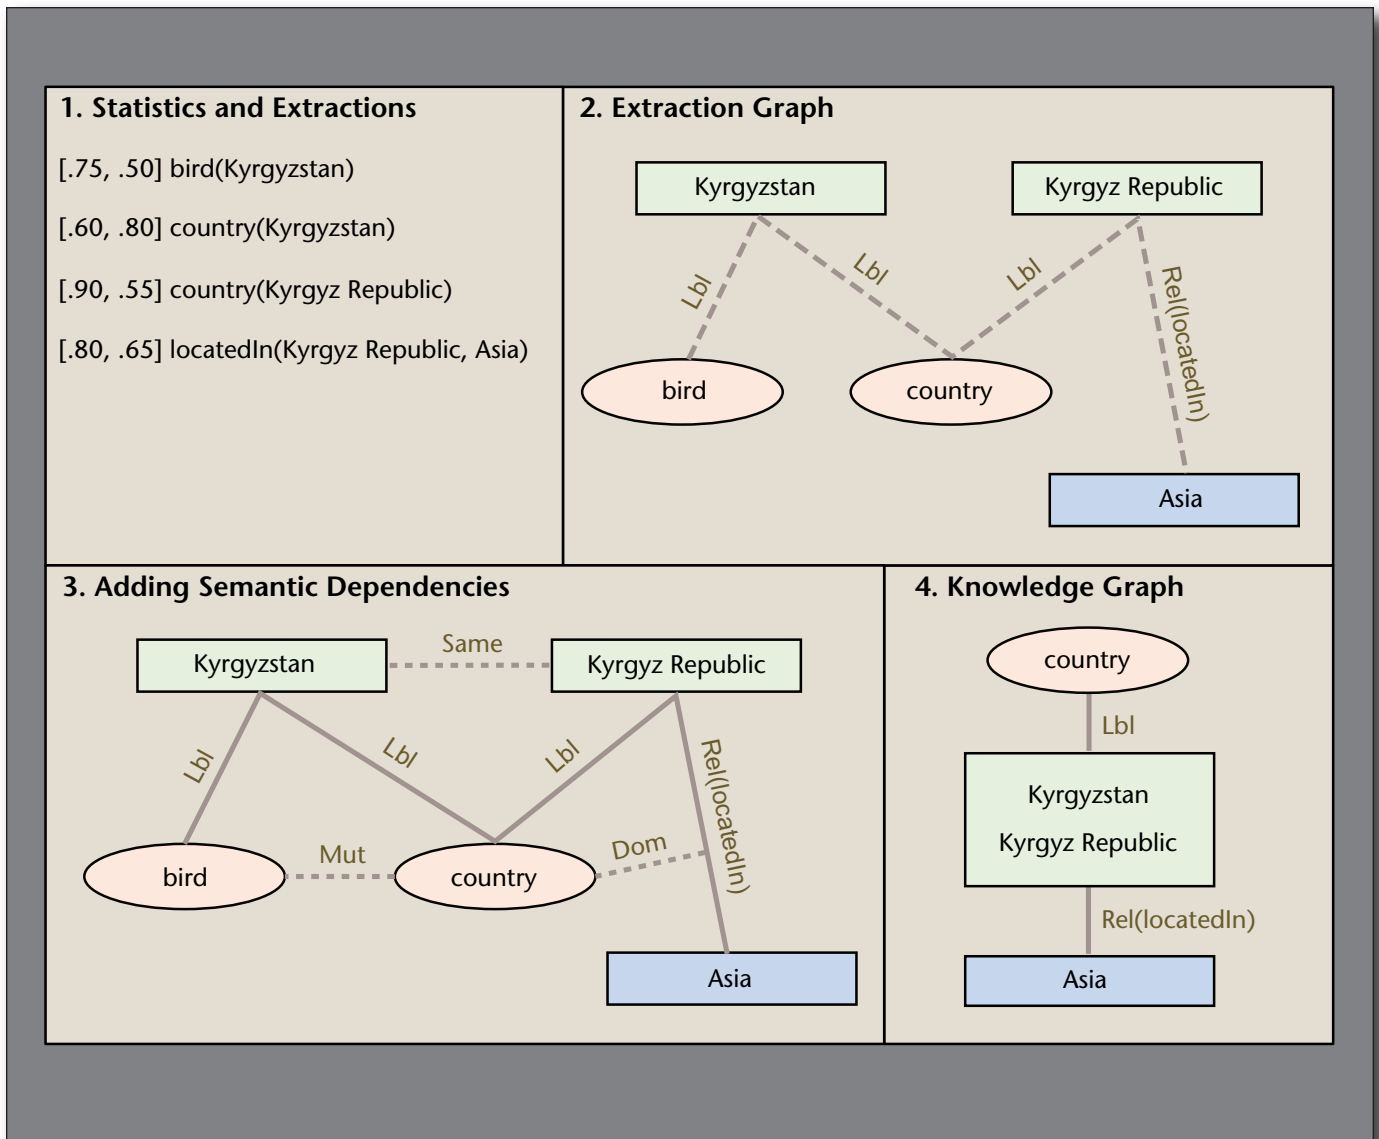 1. Statistics and Extractions
[.75, .50] bird(Kyrgyzstan)
[.60, .80] country(Kyrgyzstan)
[.90, .55] country(Kyrgyz Republic)
[.80, .65] locatedIn(Kyrgyz Republic, Asia)
2. Extraction Graph
Kyrgyzstan
Kyrgyz Republic
Lbl
Lbl
Lbl
Rel(locatedIn)
bird
country
Asia
3. Adding Semantic Dependencies
Kyrgyzstan
Same
Kyrgyz Republic
Lbl
Lbl
Lbl
Rel(locatedIn)
bird
Mut
country
Dom
Asia
4. Knowledge Graph
country
Lbl
Kyrgyzstan
Kyrgyz Republic
Rel(locatedIn)
Asia